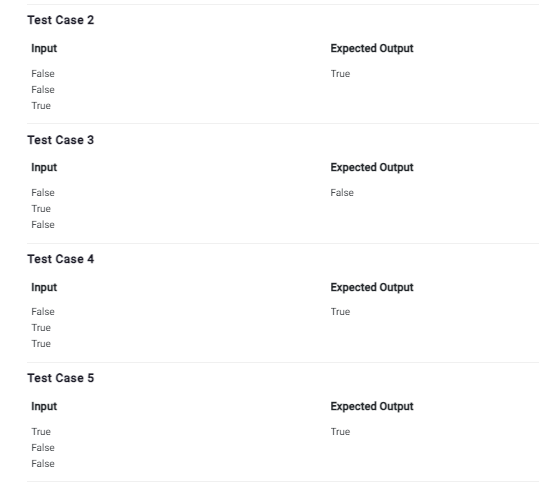 Test Case 2
Input Expected Output
False True
False
True
Test Case 3
Input Expected Output
False False
True
False
Test Case 4
Input Expected Output
False True
True
True
Test Case 5
Input Expected Output
True True
False
False